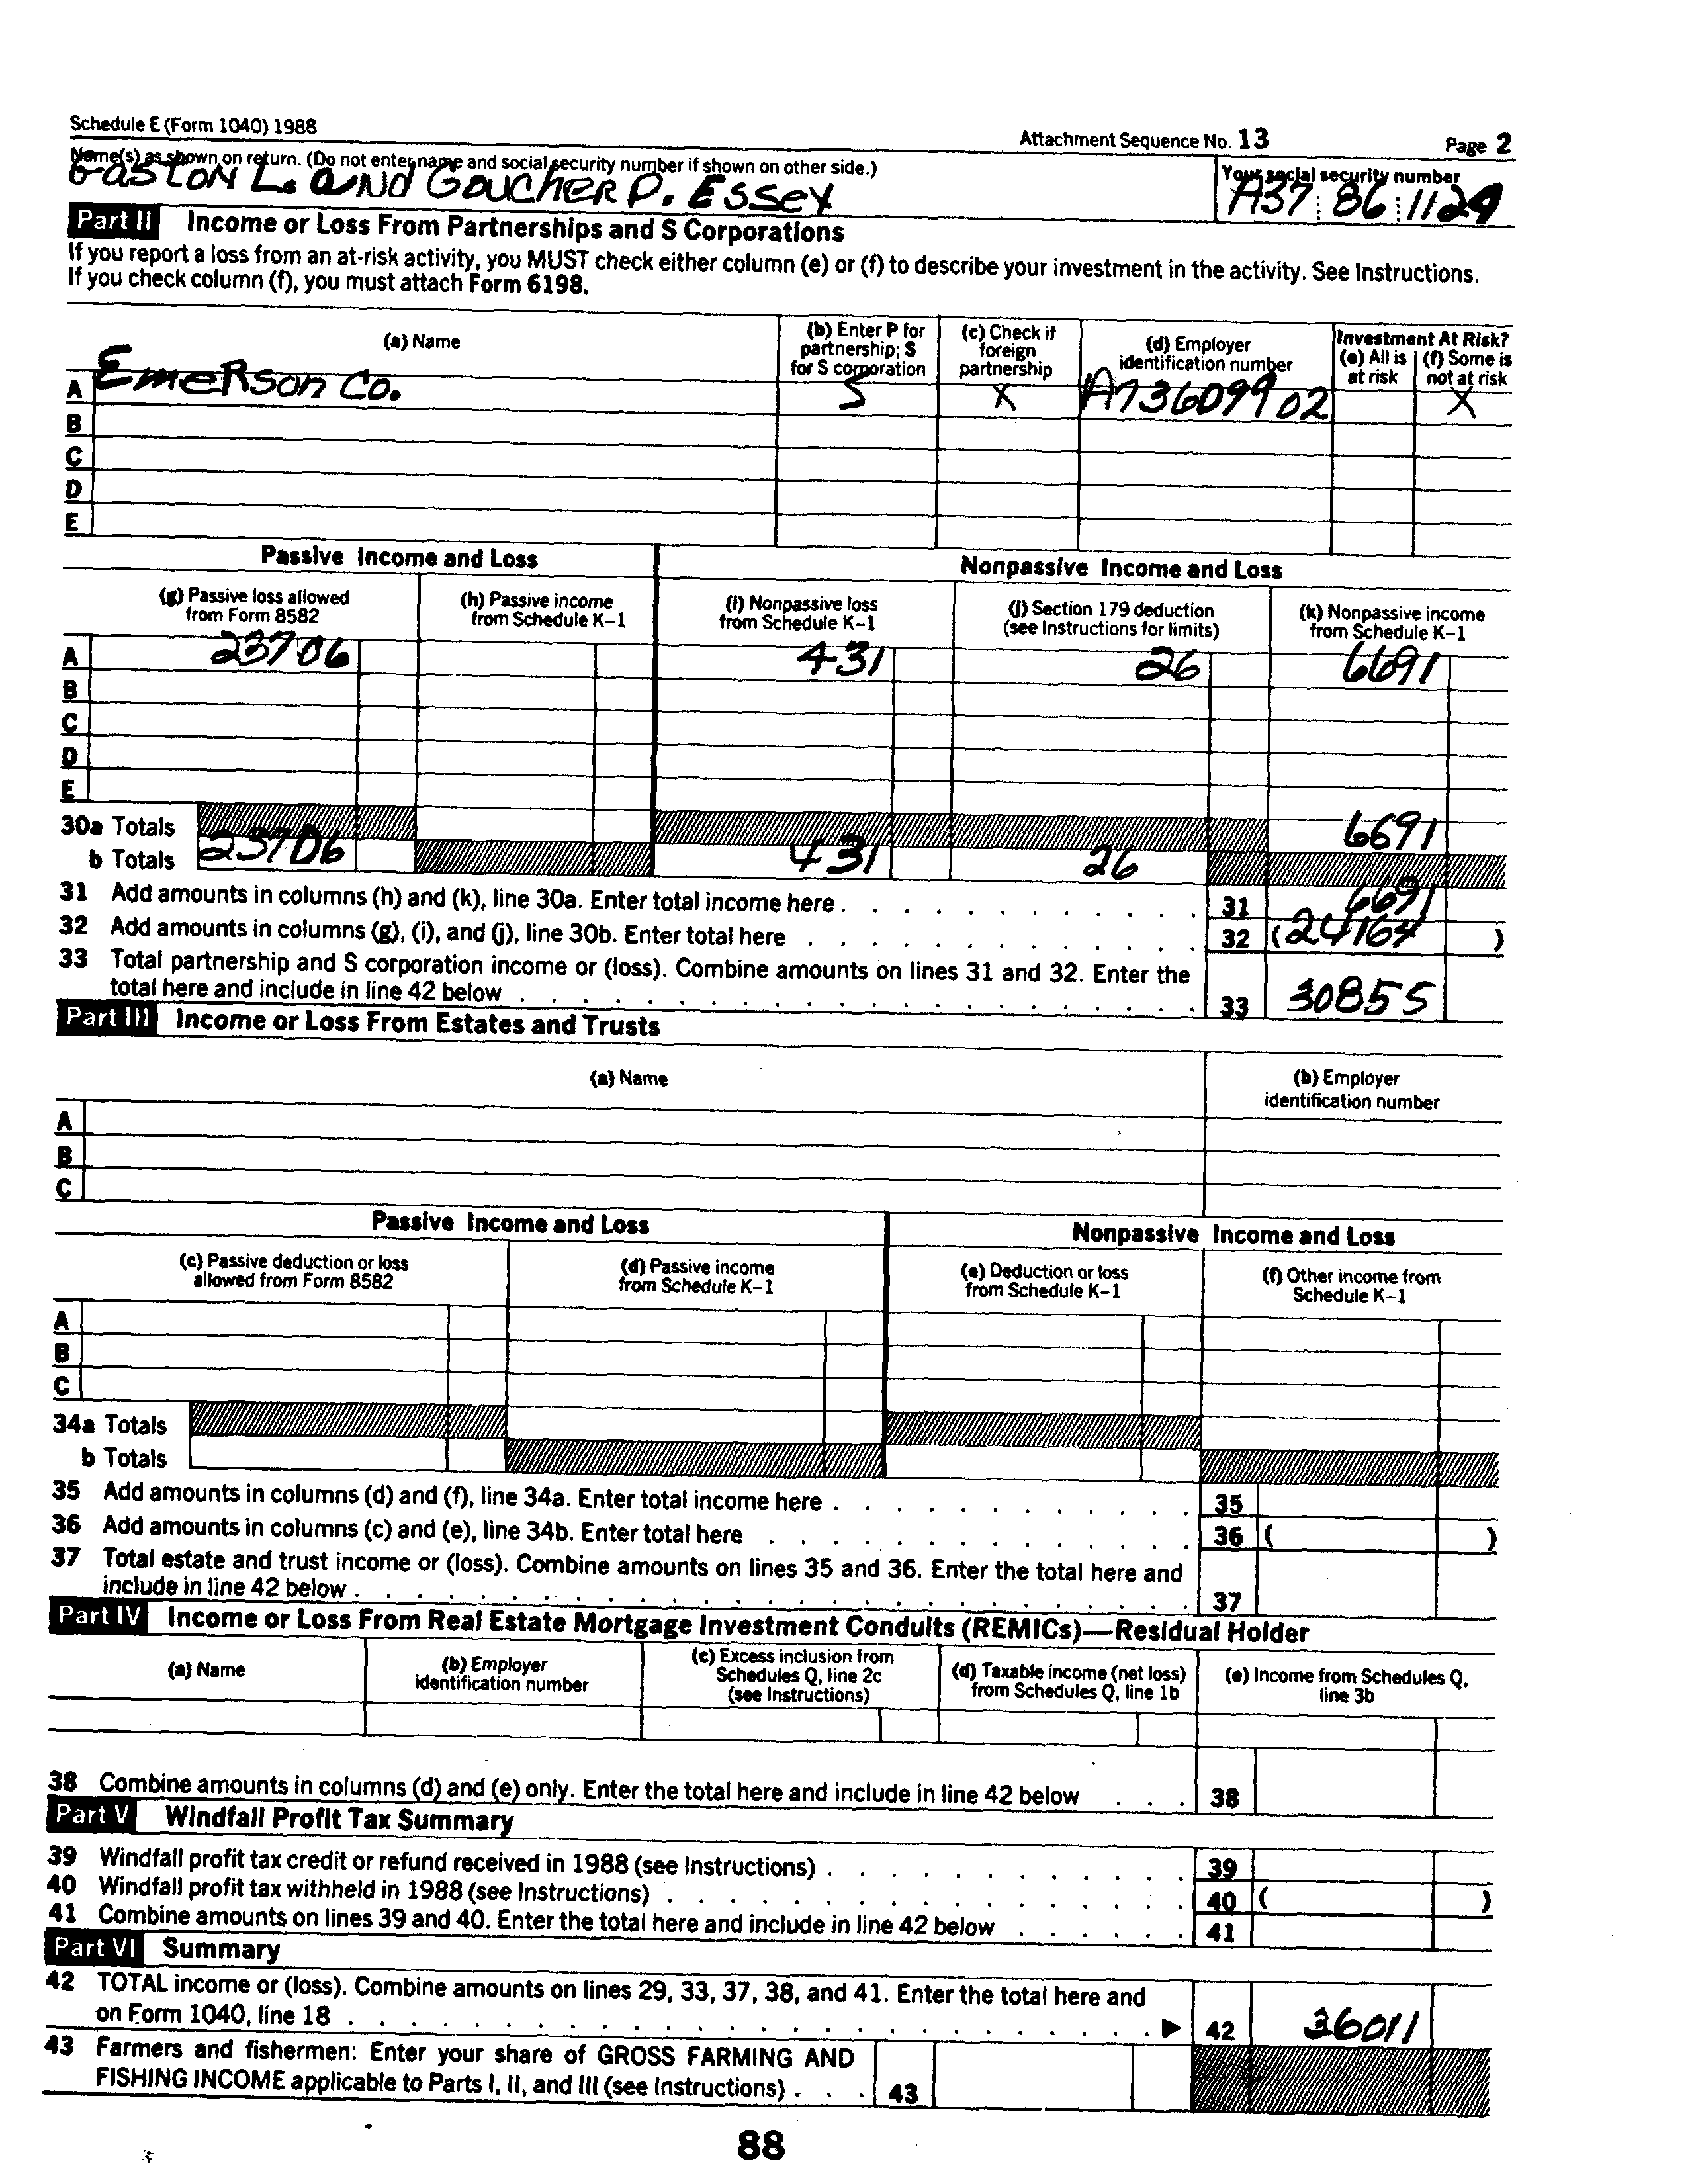 Schedule E (Form 1040) 1988
Attachment Sequence No. 13
Page 2
Name(s) as shown on return. (Do not enter name and social security number if shown on other side.)
Your social security number
Gaston L. and Goucher P. Essey
A37 86 1124
Part II Income or Loss From Partnerships and S Corporations
If you report a loss from an at-risk activity, you MUST check either column (e) or (f) to describe your investment in the activity. See Instructions.
If you check column (f), you must attach Form 6198.
(a) Name
(b) Enter P for partnership; S for S corporation
(c) Check if foreign partnership
(d) Employer identification number
Investment At Risk?
(e) All is at risk
(f) Some is not at risk
A Emerson Co. S X A73609902 X
B
C
D
E
Passive Income and Loss
Nonpassive Income and Loss
(g) Passive loss allowed from Form 8582
(h) Passive income from Schedule K–1
(i) Nonpassive loss from Schedule K–1
(j) Section 179 deduction (see Instructions for limits)
(k) Nonpassive income from Schedule K–1
A 23706 431 26 6691
B
C
D
E
30a Totals 6691
b Totals 23706 431 26
31 Add amounts in columns (h) and (k), line 30a. Enter total income here . 31 6691
32 Add amounts in columns (g), (i), and (j), line 30b. Enter total here . 32 (24164 )
33 Total partnership and S corporation income or (loss). Combine amounts on lines 31 and 32. Enter the
total here and include in line 42 below . 33 30855
Part III Income or Loss From Estates and Trusts
(a) Name
(b) Employer identification number
A
B
C
Passive Income and Loss
Nonpassive Income and Loss
(c) Passive deduction or loss allowed from Form 8582
(d) Passive income from Schedule K–1
(e) Deduction or loss from Schedule K–1
(f) Other income from Schedule K–1
A
B
C
34a Totals
b Totals
35 Add amounts in columns (d) and (f), line 34a. Enter total income here . 35
36 Add amounts in columns (c) and (e), line 34b. Enter total here . 36 ( )
37 Total estate and trust income or (loss). Combine amounts on lines 35 and 36. Enter the total here and
include in line 42 below . 37
Part IV Income or Loss From Real Estate Mortgage Investment Conduits (REMICs)—Residual Holder
(a) Name
(b) Employer identification number
(c) Excess inclusion from Schedules Q, line 2c (see Instructions)
(d) Taxable income (net loss) from Schedules Q, line 1b
(e) Income from Schedules Q, line 3b
38 Combine amounts in columns (d) and (e) only. Enter the total here and include in line 42 below . . . 38
Part V Windfall Profit Tax Summary
39 Windfall profit tax credit or refund received in 1988 (see Instructions) . 39
40 Windfall profit tax withheld in 1988 (see Instructions) . 40 ( )
41 Combine amounts on lines 39 and 40. Enter the total here and include in line 42 below . 41
Part VI Summary
42 TOTAL income or (loss). Combine amounts on lines 29, 33, 37, 38, and 41. Enter the total here and
on Form 1040, line 18 . ▶ 42 36011
43 Farmers and fishermen: Enter your share of GROSS FARMING AND
FISHING INCOME applicable to Parts I, II, and III (see Instructions) . . . 43
88